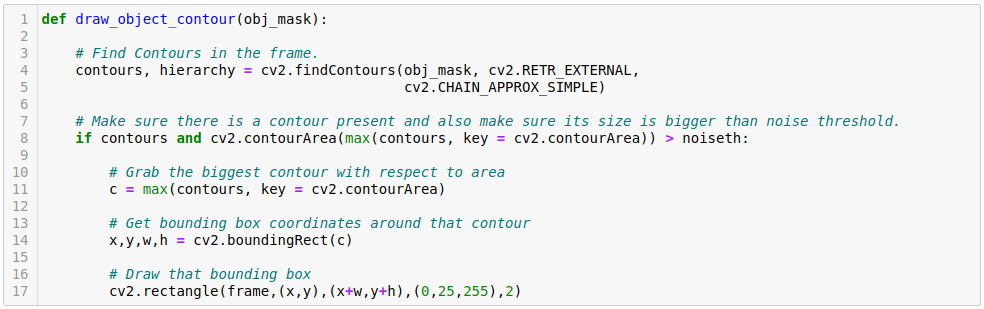 1 def draw_object_contour(obj_mask):
2
3     # Find Contours in the frame.
4     contours, hierarchy = cv2.findContours(obj_mask, cv2.RETR_EXTERNAL,
5                                            cv2.CHAIN_APPROX_SIMPLE)
6
7     # Make sure there is a contour present and also make sure its size is bigger than noise threshold.
8     if contours and cv2.contourArea(max(contours, key = cv2.contourArea)) > noiseth:
9
10         # Grab the biggest contour with respect to area
11         c = max(contours, key = cv2.contourArea)
12
13         # Get bounding box coordinates around that contour
14         x,y,w,h = cv2.boundingRect(c)
15
16         # Draw that bounding box
17         cv2.rectangle(frame,(x,y),(x+w,y+h),(0,25,255),2)